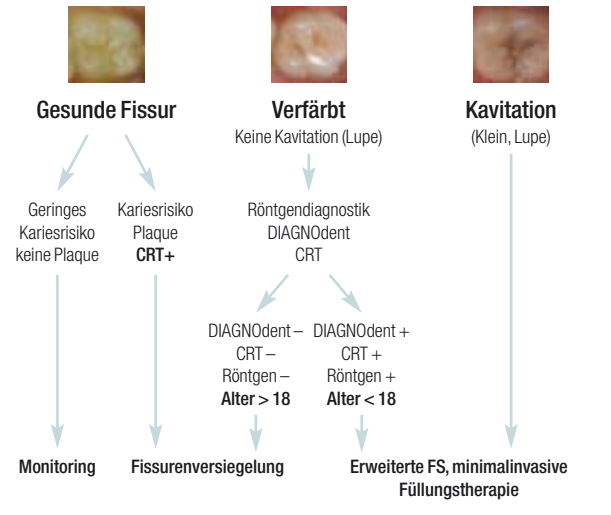 Gesunde Fissur
Verfärbt
Keine Kavitation (Lupe)
Kavitation
(Klein, Lupe)
Geringes
Kariesrisiko
keine Plaque
Kariesrisiko
Plaque
CRT+
Röntgendiagnostik
DIAGNOdent
CRT
DIAGNOdent –
CRT –
Röntgen –
Alter > 18
DIAGNOdent +
CRT +
Röntgen +
Alter < 18
Monitoring
Fissurenversiegelung
Erweiterte FS, minimalinvasive
Füllungstherapie